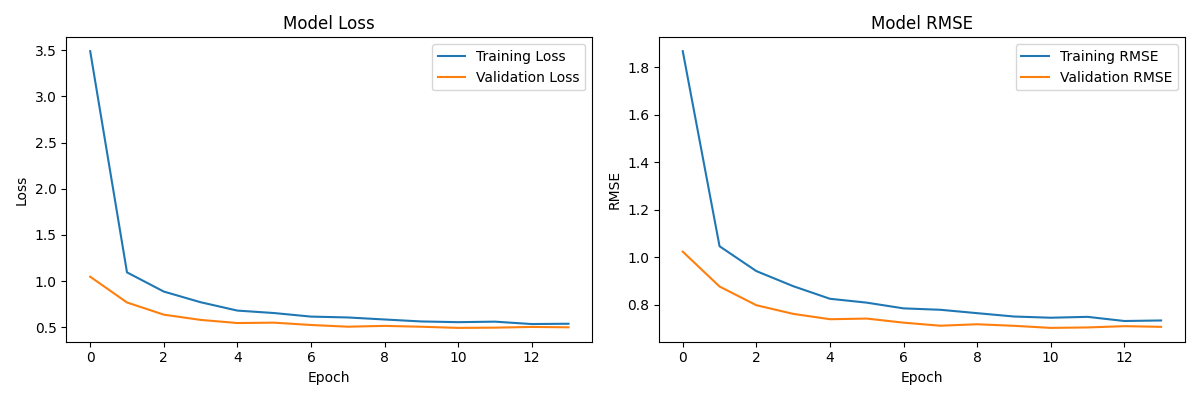 Model Loss
3.5
3.0
2.5
2.0
1.5
1.0
0.5
Loss
0 2 4 6 8 10 12
Epoch
Training Loss
Validation Loss
Model RMSE
1.8
1.6
1.4
1.2
1.0
0.8
RMSE
0 2 4 6 8 10 12
Epoch
Training RMSE
Validation RMSE